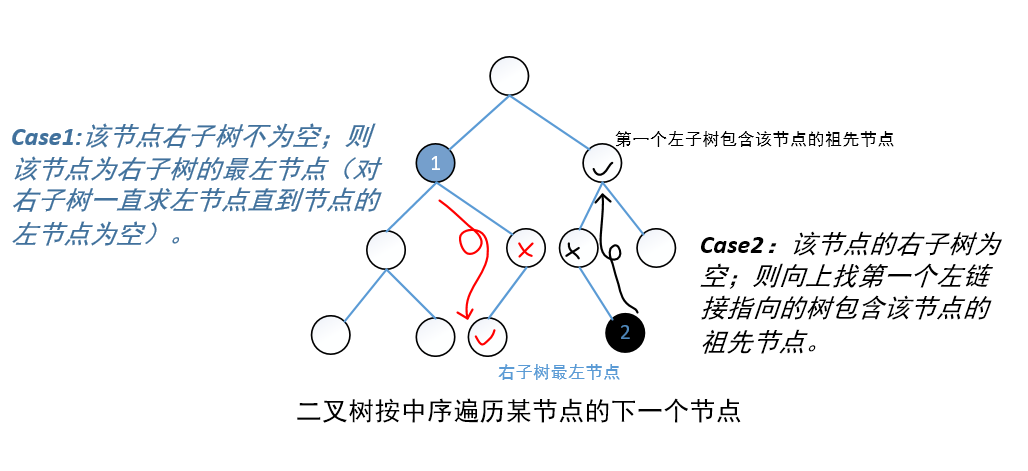 第一个左子树包含该节点的祖先节点
Case1:该节点右子树不为空；则
该节点为右子树的最左节点（对
右子树一直求左节点直到节点的
左节点为空）。
1
Case2：该节点的右子树为
空；则向上找第一个左链
接指向的树包含该节点的
祖先节点。
2
右子树最左节点
二叉树按中序遍历某节点的下一个节点